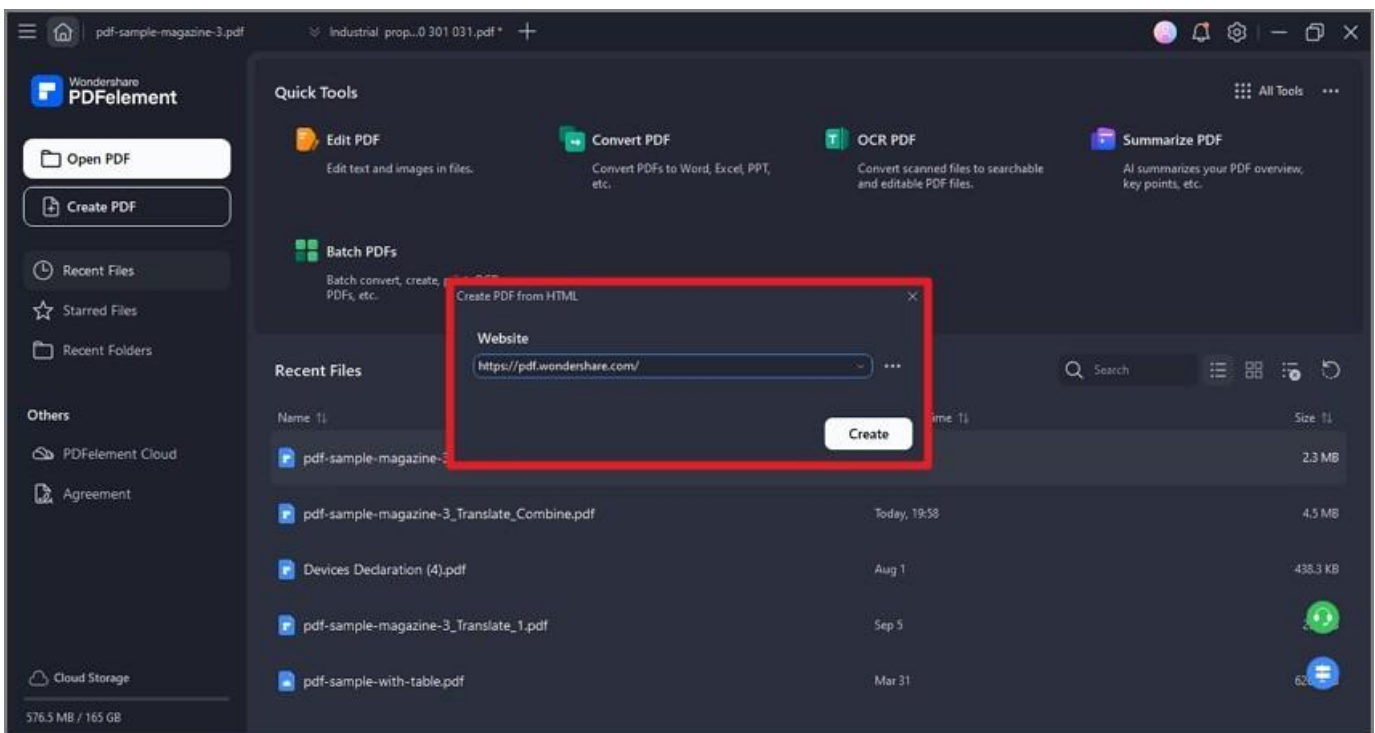 pdf-sample-magazine-3.pdf
Industrial prop...0 301 031.pdf *
Wondershare
PDFelement
Open PDF
Create PDF
Recent Files
Starred Files
Recent Folders
Others
PDFelement Cloud
Agreement
Cloud Storage
576.5 MB / 165 GB
Quick Tools
All Tools
Edit PDF
Edit text and images in files.
Convert PDF
Convert PDFs to Word, Excel, PPT,
etc.
OCR PDF
Convert scanned files to searchable
and editable PDF files.
Summarize PDF
AI summarizes your PDF overview,
key points, etc.
Batch PDFs
Batch convert, create,
PDFs, etc.
Create PDF from HTML
Website
https://pdf.wondershare.com/
Create
Recent Files
Search
Name
Size
pdf-sample-magazine-3
2.3 MB
pdf-sample-magazine-3_Translate_Combine.pdf
Today, 19:58
4.5 MB
Devices Declaration (4).pdf
Aug 1
438.3 KB
pdf-sample-magazine-3_Translate_1.pdf
Sep 5
pdf-sample-with-table.pdf
Mar 31